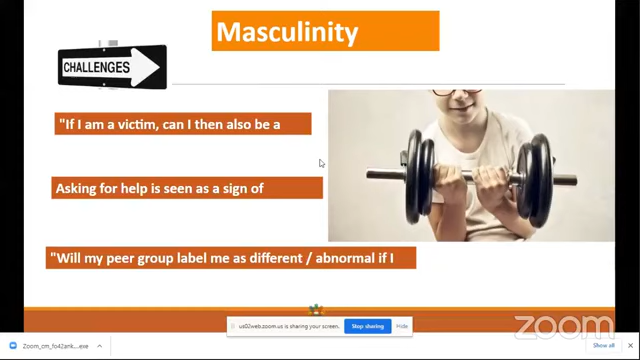 Masculinity
CHALLENGES
"If I am a victim, can I then also be a
Asking for help is seen as a sign of
"Will my peer group label me as different / abnormal if I
us02web.zoom.us is sharing your screen.
Stop sharing
Hide
zoom
Zoom_cm_fo42ank....exe
Show all